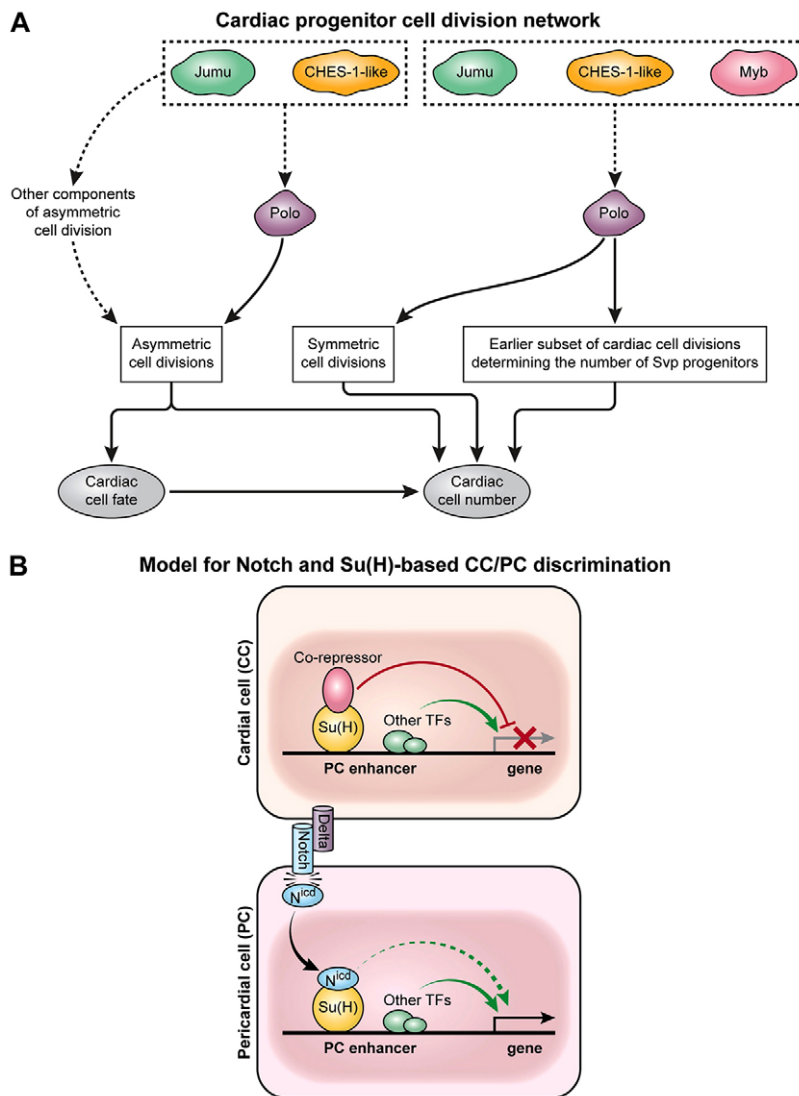 A
Cardiac progenitor cell division network
Jumu
CHES-1-like
Jumu
CHES-1-like
Myb
Other components
of asymmetric
cell division
Polo
Polo
Asymmetric
cell divisions
Symmetric
cell divisions
Earlier subset of cardiac cell divisions
determining the number of Svp progenitors
Cardiac
cell fate
Cardiac
cell number
B
Model for Notch and Su(H)-based CC/PC discrimination
Cardial cell (CC)
Co-repressor
Su(H)
Other TFs
PC enhancer
gene
Delta
Notch
Nicd
Pericardial cell (PC)
Nicd
Su(H)
Other TFs
PC enhancer
gene